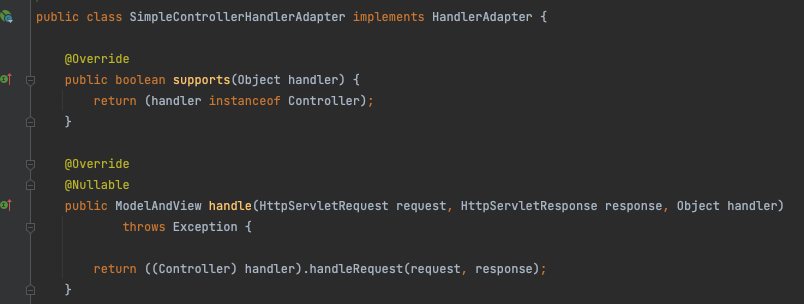 public class SimpleControllerHandlerAdapter implements HandlerAdapter {
@Override
public boolean supports(Object handler) {
return (handler instanceof Controller);
}
@Override
@Nullable
public ModelAndView handle(HttpServletRequest request, HttpServletResponse response, Object handler)
throws Exception {
return ((Controller) handler).handleRequest(request, response);
}